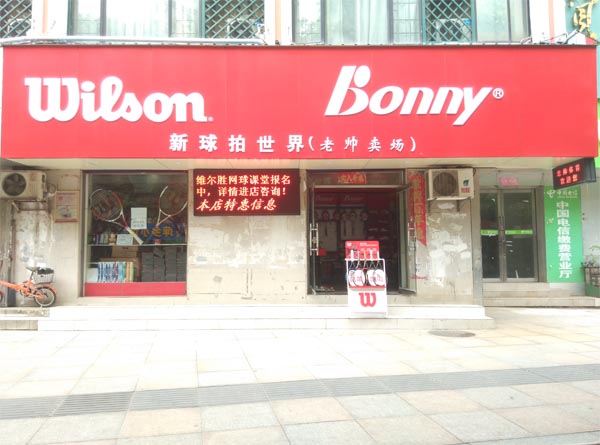 Wilson.
Bonny®
新球拍世界(老帅卖场)
维尔胜网球课堂报名
中,详情进店咨询!
本店特惠信息
Bonny
W
中国电信
中国电信缴费营业厅